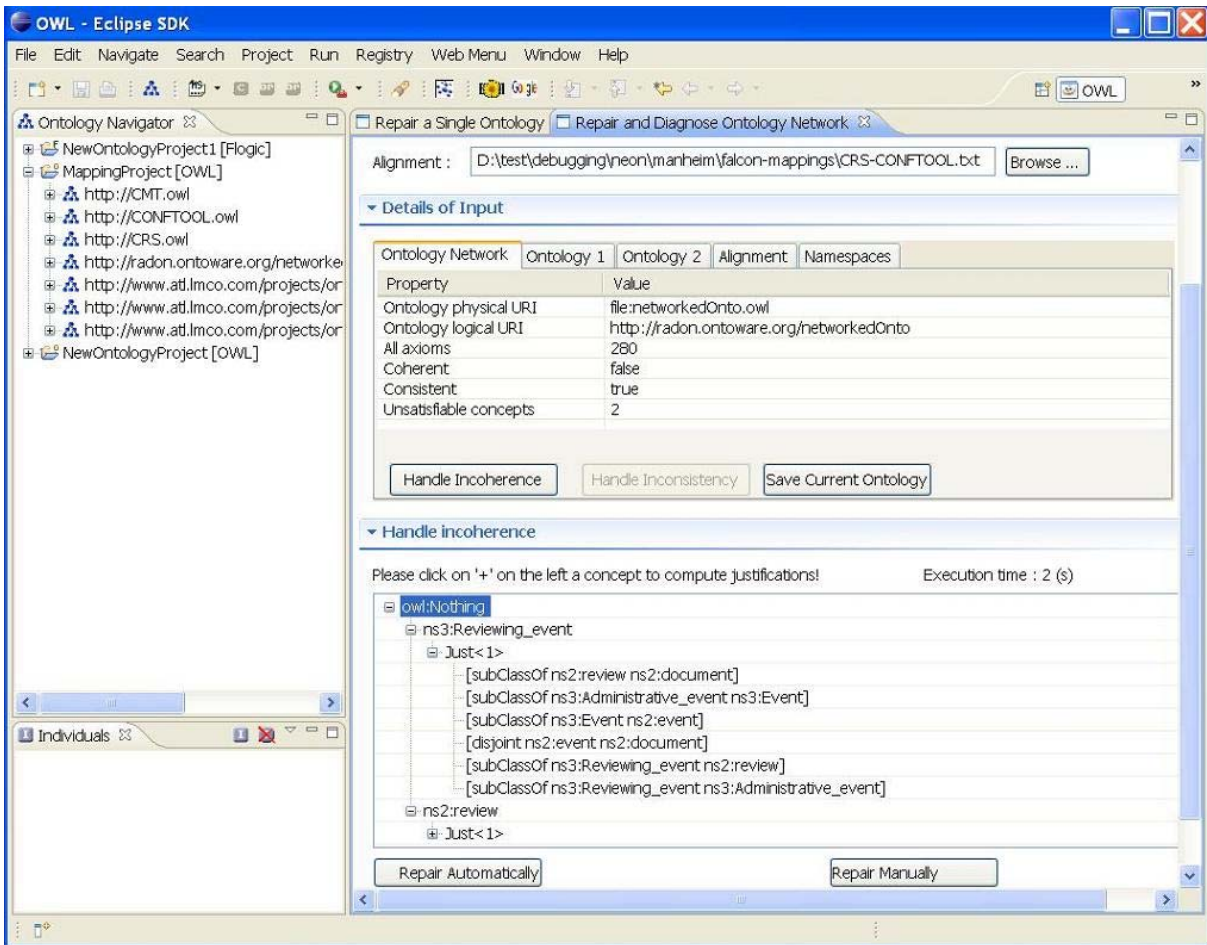 OWL - Eclipse SDK
File Edit Navigate Search Project Run Registry Web Menu Window Help
OWL
Ontology Navigator
NewOntologyProject1 [Flogic]
MappingProject [OWL]
http://CMT.owl
http://CONFTOOL.owl
http://CRS.owl
http://radon.ontoware.org/networke
http://www.atl.lmco.com/projects/or
http://www.atl.lmco.com/projects/or
http://www.atl.lmco.com/projects/or
NewOntologyProject [OWL]
Individuals
Repair a Single Ontology Repair and Diagnose Ontology Network
Alignment : D:\test\debugging\neon\manheim\falcon-mappings\CRS-CONFTOOL.txt Browse ...
Details of Input
Ontology Network Ontology 1 Ontology 2 Alignment Namespaces
Property Value
Ontology physical URI file:networkedOnto.owl
Ontology logical URI http://radon.ontoware.org/networkedOnto
All axioms 280
Coherent false
Consistent true
Unsatisfiable concepts 2
Handle Incoherence Handle Inconsistency Save Current Ontology
Handle incoherence
Please click on '+' on the left a concept to compute justifications! Execution time : 2 (s)
owl:Nothing
ns3:Reviewing_event
Just<1>
[subClassOf ns2:review ns2:document]
[subClassOf ns3:Administrative_event ns3:Event]
[subClassOf ns3:Event ns2:event]
[disjoint ns2:event ns2:document]
[subClassOf ns3:Reviewing_event ns2:review]
[subClassOf ns3:Reviewing_event ns3:Administrative_event]
ns2:review
Just<1>
Repair Automatically Repair Manually